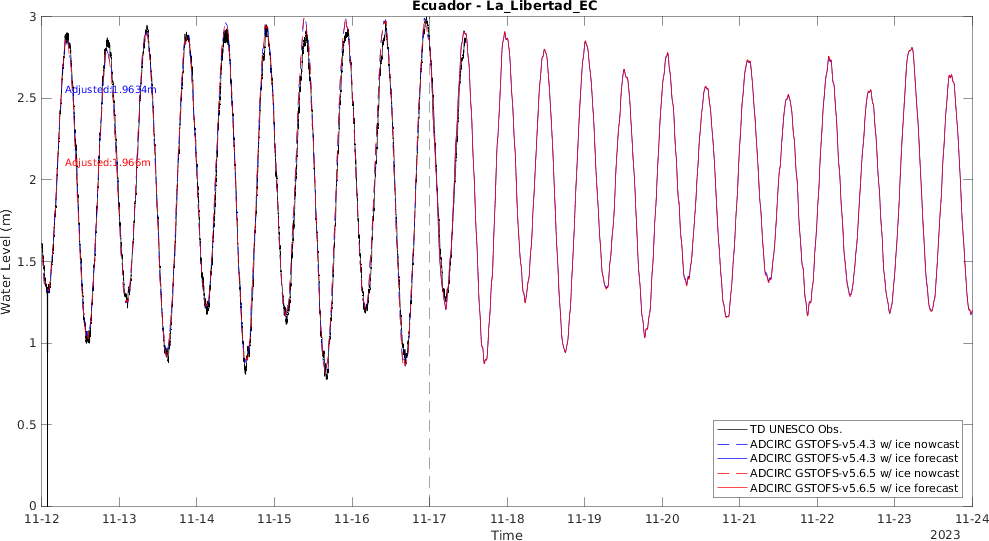 Ecuador - La_Libertad_EC
3
2.5
2
1.5
1
0.5
0
Water Level (m)
Adjusted:1.9634m
Adjusted:1.966m
TD UNESCO Obs.
ADCIRC GSTOFS-v5.4.3 w/ ice nowcast
ADCIRC GSTOFS-v5.4.3 w/ ice forecast
ADCIRC GSTOFS-v5.6.5 w/ ice nowcast
ADCIRC GSTOFS-v5.6.5 w/ ice forecast
11-12 11-13 11-14 11-15 11-16 11-17 11-18 11-19 11-20 11-21 11-22 11-23 11-24
Time
2023